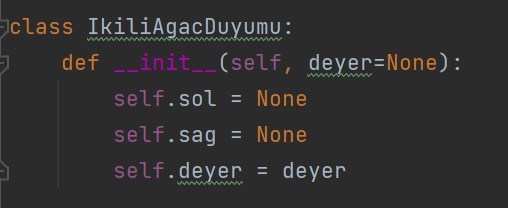 class IkiliAgacDuyumu:
    def __init__(self, deyer=None):
        self.sol = None
        self.sag = None
        self.deyer = deyer